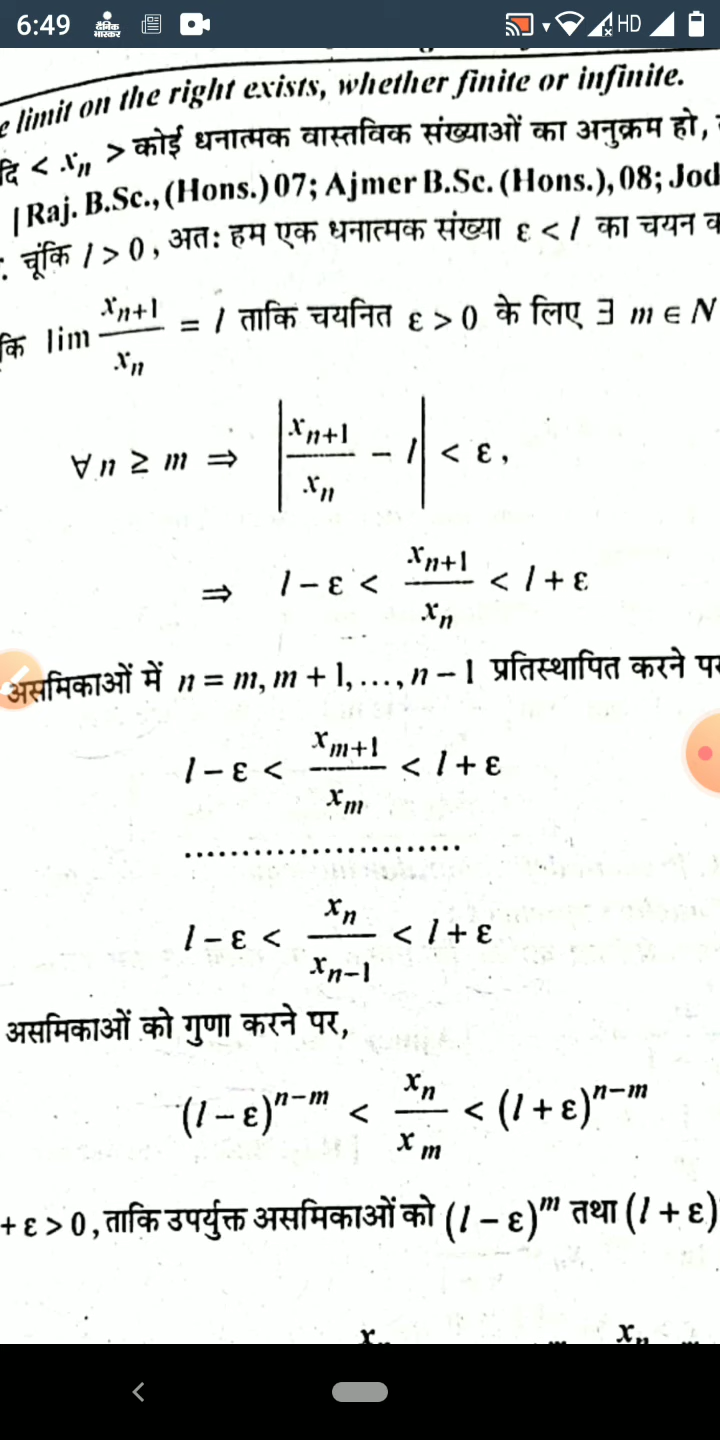 6:49
दैनिक
भास्कर
HD
limit on the right exists, whether finite or infinite.
< xₙ > कोई धनात्मक वास्तविक संख्याओं का अनुक्रम हो,
| Raj. B.Sc., (Hons.) 07; Ajmer B.Sc. (Hons.), 08; Jod
चूंकि l > 0, अतः हम एक धनात्मक संख्या ε < l का चयन
कि lim xₙ₊₁/xₙ = l ताकि चयनित ε > 0 के लिए ∃ m ∈ N
∀ n ≥ m ⇒ |xₙ₊₁/xₙ − l| < ε,
⇒ l − ε < xₙ₊₁/xₙ < l + ε
असमिकाओं में n = m, m + 1, ..., n − 1 प्रतिस्थापित करने पर
l − ε < xₘ₊₁/xₘ < l + ε
........................
l − ε < xₙ/xₙ₋₁ < l + ε
असमिकाओं को गुणा करने पर,
(l − ε)ⁿ⁻ᵐ < xₙ/xₘ < (l + ε)ⁿ⁻ᵐ
+ ε > 0, ताकि उपर्युक्त असमिकाओं को (l − ε)ᵐ तथा (l + ε)